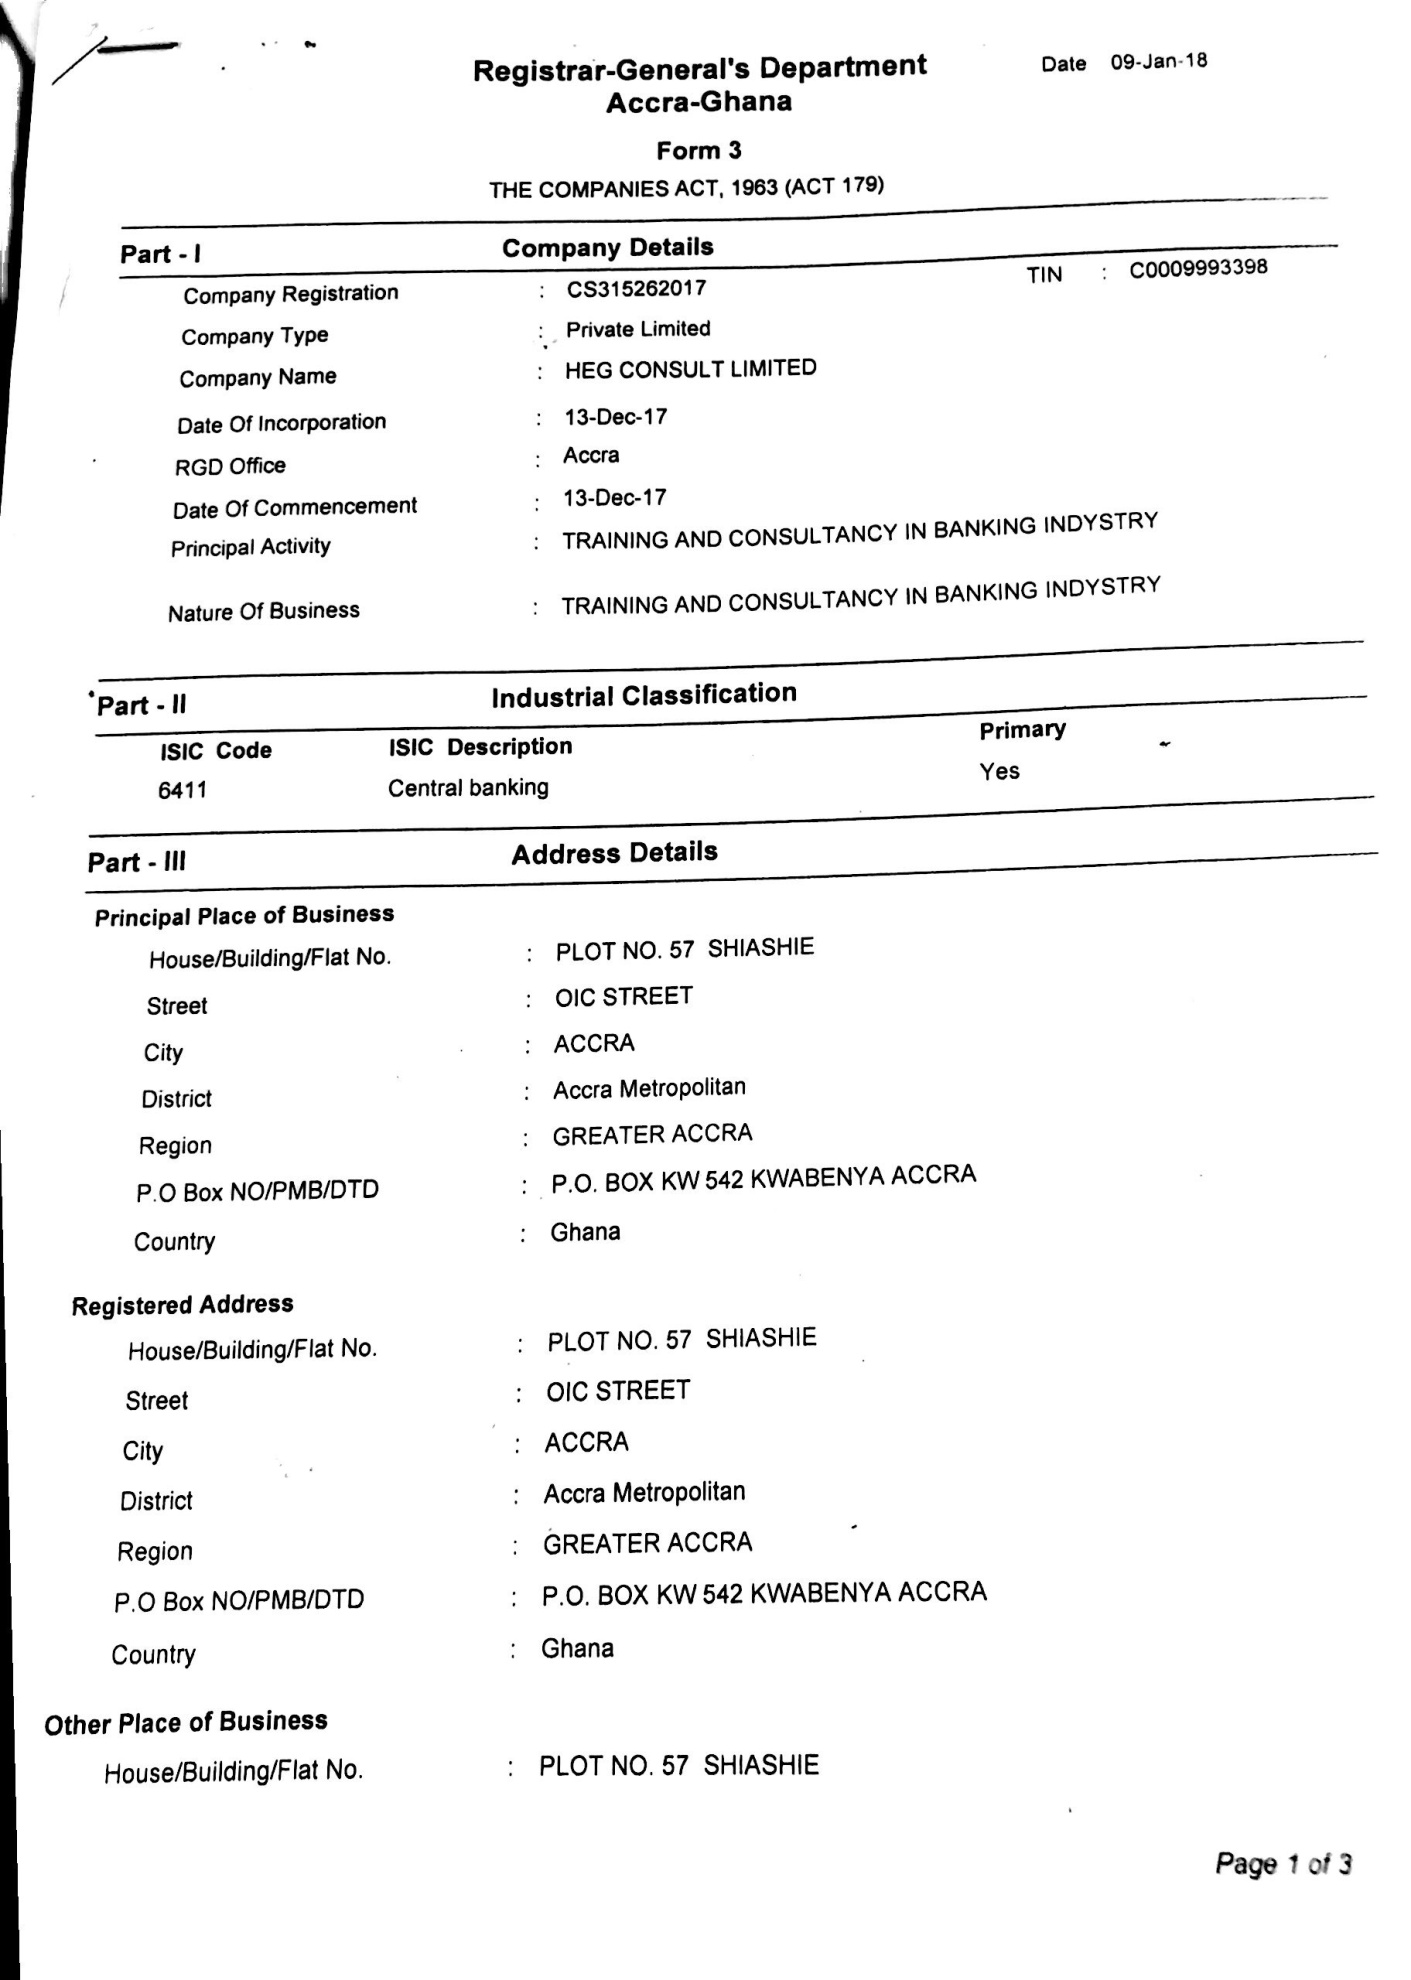 Registrar-General's Department Date 09-Jan-18
Accra-Ghana
Form 3
THE COMPANIES ACT, 1963 (ACT 179)
Part - I Company Details
Company Registration : CS315262017 TIN : C0009993398
Company Type : Private Limited
Company Name : HEG CONSULT LIMITED
Date Of Incorporation : 13-Dec-17
RGD Office : Accra
Date Of Commencement : 13-Dec-17
Principal Activity : TRAINING AND CONSULTANCY IN BANKING INDYSTRY
Nature Of Business : TRAINING AND CONSULTANCY IN BANKING INDYSTRY
Part - II Industrial Classification
ISIC Code ISIC Description Primary
6411 Central banking Yes
Part - III Address Details
Principal Place of Business
House/Building/Flat No. : PLOT NO. 57 SHIASHIE
Street : OIC STREET
City : ACCRA
District : Accra Metropolitan
Region : GREATER ACCRA
P.O Box NO/PMB/DTD : P.O. BOX KW 542 KWABENYA ACCRA
Country : Ghana
Registered Address
House/Building/Flat No. : PLOT NO. 57 SHIASHIE
Street : OIC STREET
City : ACCRA
District : Accra Metropolitan
Region : GREATER ACCRA
P.O Box NO/PMB/DTD : P.O. BOX KW 542 KWABENYA ACCRA
Country : Ghana
Other Place of Business
House/Building/Flat No. : PLOT NO. 57 SHIASHIE
Page 1 of 3